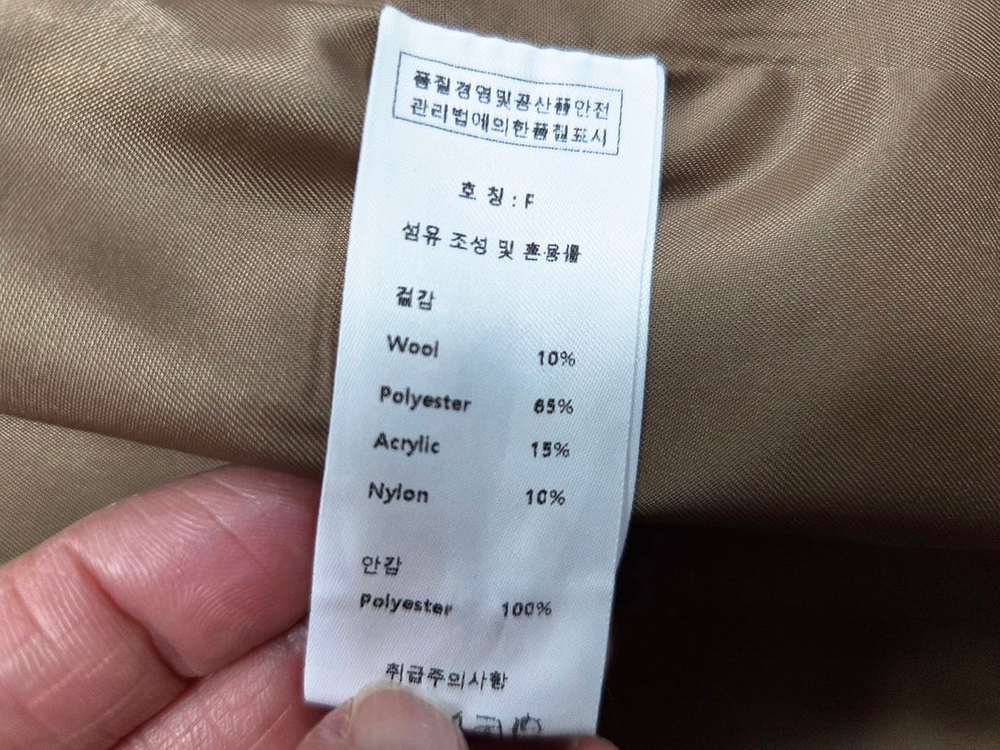 품질경영및공산품안전
관리법에의한품질표시
호 칭 : F
섬유 조성 및 혼용률
겉감
Wool 10%
Polyester 65%
Acrylic 15%
Nylon 10%
안감
Polyester 100%
취급주의사항